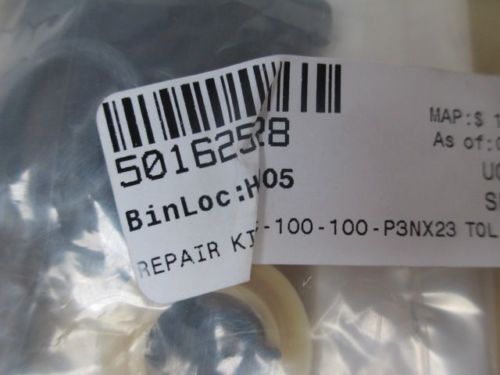 50162528
BinLoc:H05
REPAIR KIT-100-100-P3NX23 TOL
MAP:$ 1
As of: